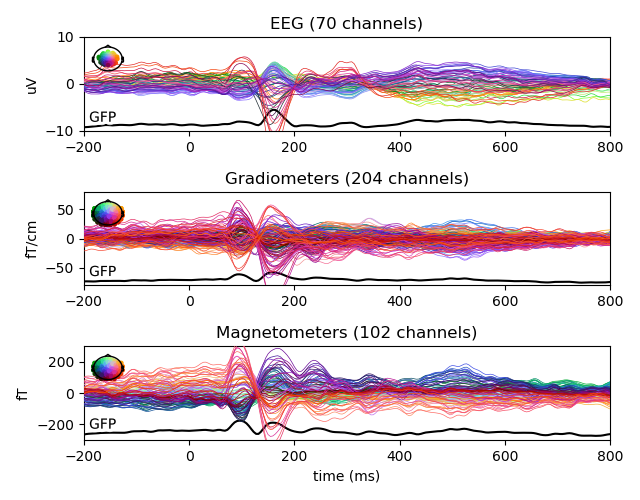 EEG (70 channels)
10
0
−10
uV
GFP
−200 0 200 400 600 800
Gradiometers (204 channels)
50
0
−50
fT/cm
GFP
−200 0 200 400 600 800
Magnetometers (102 channels)
200
0
−200
fT
GFP
−200 0 200 400 600 800
time (ms)